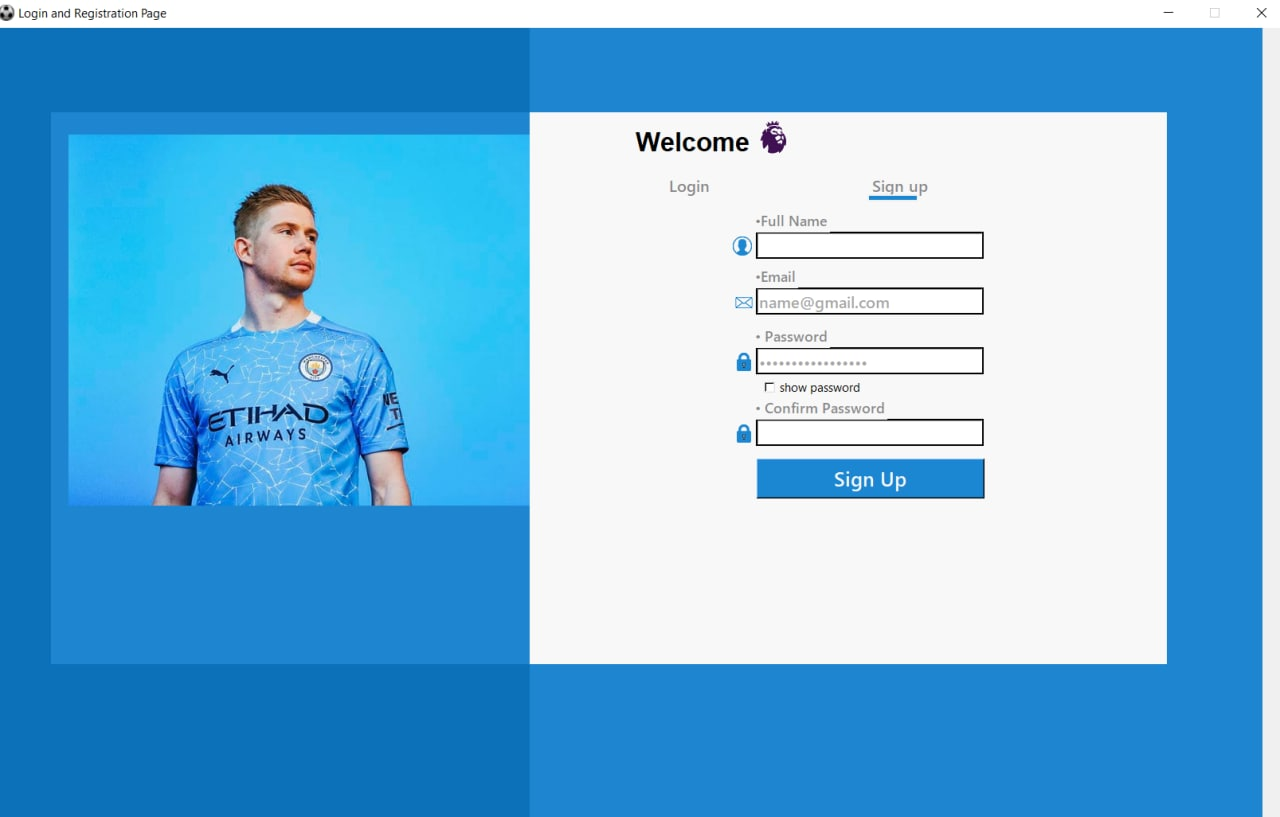 Login and Registration Page
Welcome
Login
Sign up
•Full Name
•Email
name@gmail.com
• Password
•••••••••••••••••
show password
• Confirm Password
Sign Up
ETIHAD
AIRWAYS